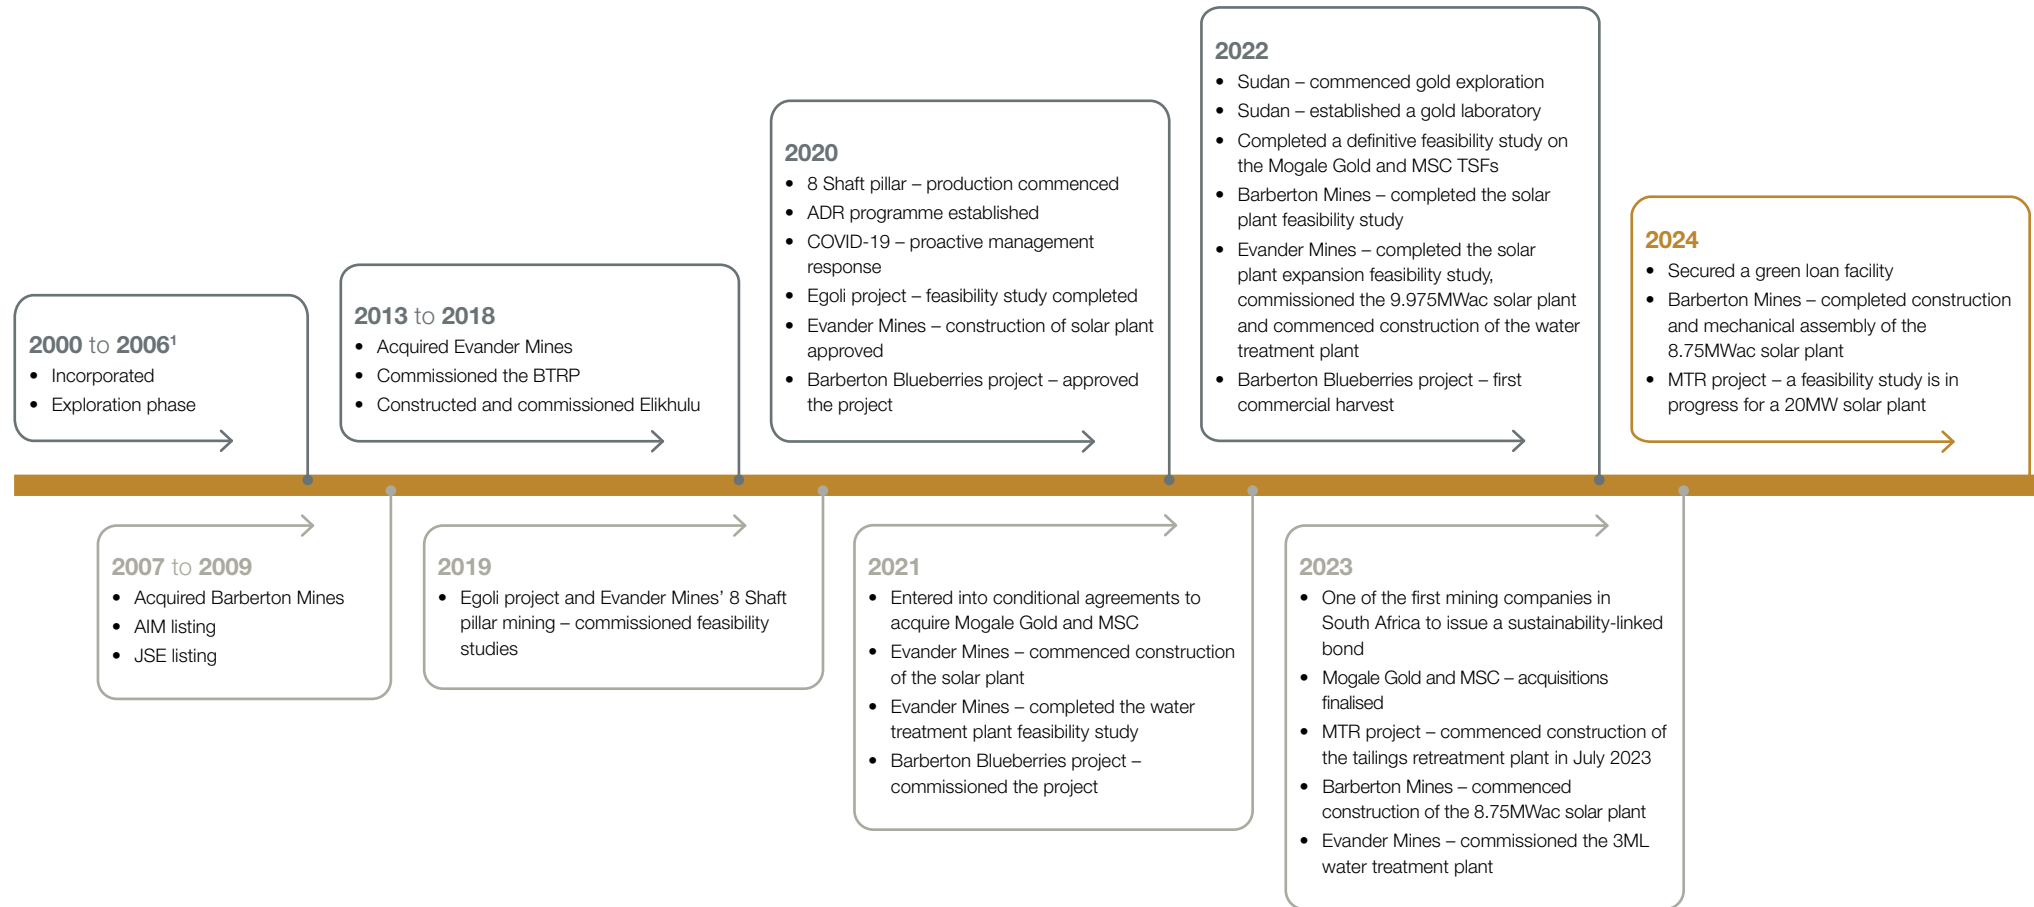 2000 to 2006¹
• Incorporated
• Exploration phase
2007 to 2009
• Acquired Barberton Mines
• AIM listing
• JSE listing
2013 to 2018
• Acquired Evander Mines
• Commissioned the BTRP
• Constructed and commissioned Elikhulu
2019
• Egoli project and Evander Mines’ 8 Shaft
pillar mining – commissioned feasibility
studies
2020
• 8 Shaft pillar – production commenced
• ADR programme established
• COVID-19 – proactive management
response
• Egoli project – feasibility study completed
• Evander Mines – construction of solar plant
approved
• Barberton Blueberries project – approved
the project
2021
• Entered into conditional agreements to
acquire Mogale Gold and MSC
• Evander Mines – commenced construction
of the solar plant
• Evander Mines – completed the water
treatment plant feasibility study
• Barberton Blueberries project –
commissioned the project
2022
• Sudan – commenced gold exploration
• Sudan – established a gold laboratory
• Completed a definitive feasibility study on
the Mogale Gold and MSC TSFs
• Barberton Mines – completed the solar
plant feasibility study
• Evander Mines – completed the solar
plant expansion feasibility study,
commissioned the 9.975MWac solar plant
and commenced construction of the water
treatment plant
• Barberton Blueberries project – first
commercial harvest
2023
• One of the first mining companies in
South Africa to issue a sustainability-linked
bond
• Mogale Gold and MSC – acquisitions
finalised
• MTR project – commenced construction of
the tailings retreatment plant in July 2023
• Barberton Mines – commenced
construction of the 8.75MWac solar plant
• Evander Mines – commissioned the 3ML
water treatment plant
2024
• Secured a green loan facility
• Barberton Mines – completed construction
and mechanical assembly of the
8.75MWac solar plant
• MTR project – a feasibility study is in
progress for a 20MW solar plant